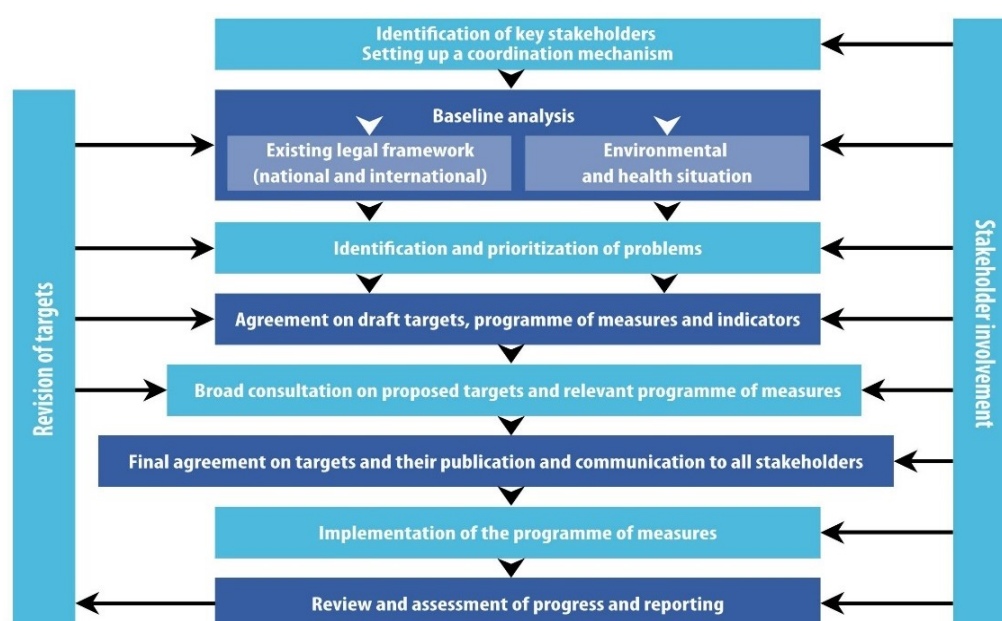 Identification of key stakeholders
Setting up a coordination mechanism
Baseline analysis
Existing legal framework
(national and international)
Environmental
and health situation
Identification and prioritization of problems
Agreement on draft targets, programme of measures and indicators
Broad consultation on proposed targets and relevant programme of measures
Final agreement on targets and their publication and communication to all stakeholders
Implementation of the programme of measures
Review and assessment of progress and reporting
Revision of targets
Stakeholder involvement